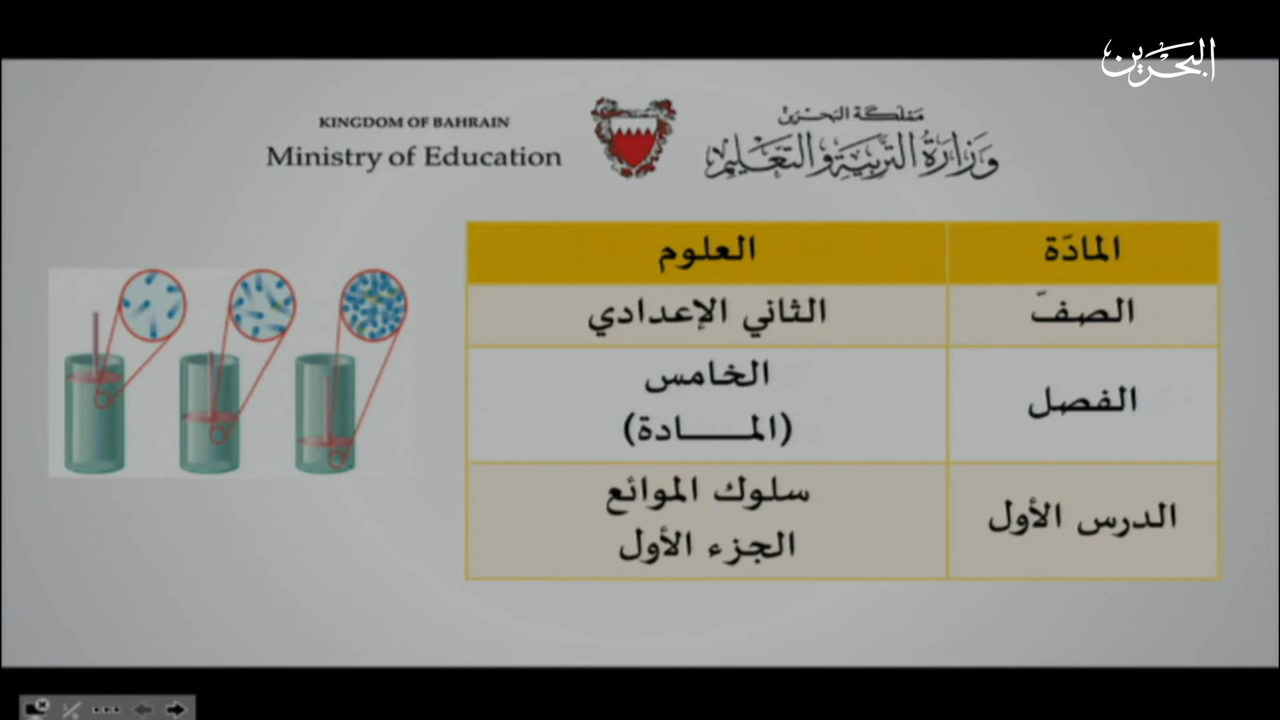 البحرين
KINGDOM OF BAHRAIN
Ministry of Education
مملكة البحرين
وزارة التربية والتعليم
المادّة
العلوم
الصفّ
الثاني الإعدادي
الفصل
الخامس
(المـــــادة)
الدرس الأول
سلوك الموائع
الجزء الأول